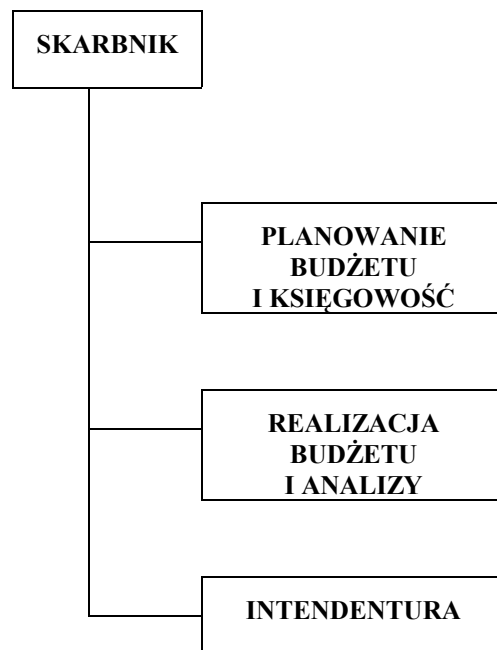 SKARBNIK
PLANOWANIE
BUDŻETU
I KSIĘGOWOŚĆ
REALIZACJA
BUDŻETU
I ANALIZY
INTENDENTURA